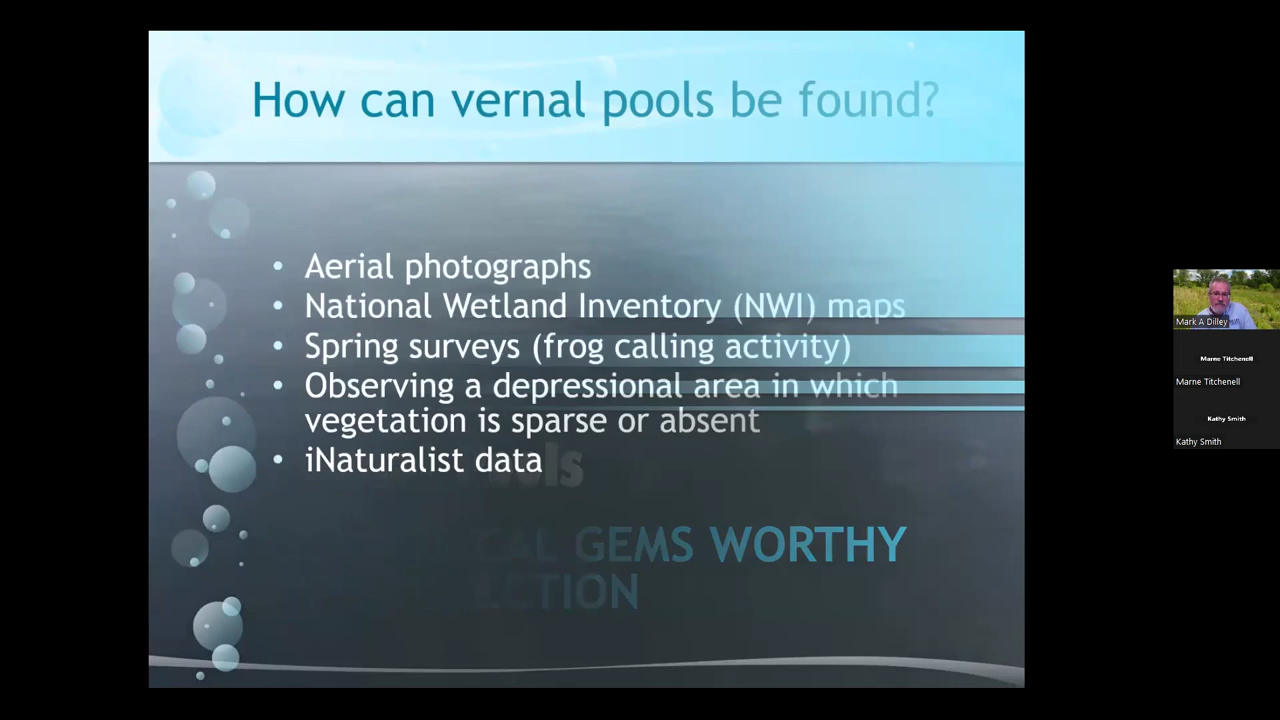 How can vernal pools be found?
• Aerial photographs
• National Wetland Inventory (NWI) maps
• Spring surveys (frog calling activity)
• Observing a depressional area in which
vegetation is sparse or absent
• iNaturalist data
GEMS WORTHY
Mark A Dilley
Marne Titchenell
Marne Titchenell
Kathy Smith
Kathy Smith